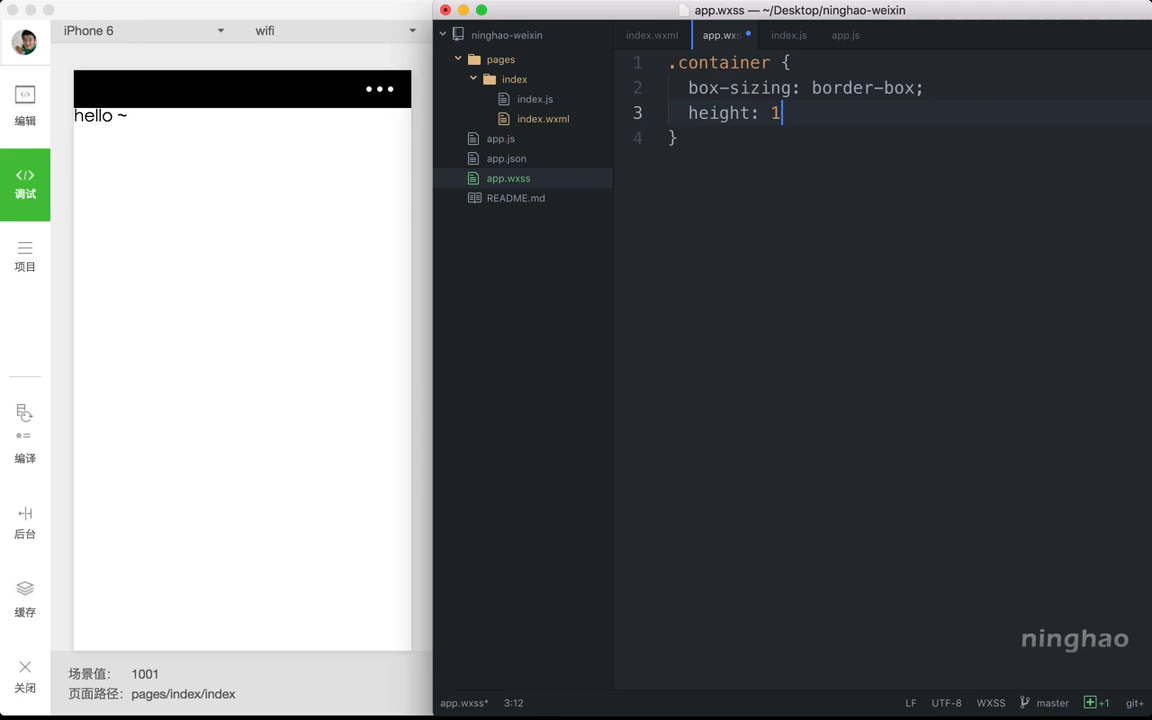 iPhone 6
wifi
编辑
调试
项目
编译
后台
缓存
关闭
hello ~
场景值： 1001
页面路径： pages/index/index
app.wxss — ~/Desktop/ninghao-weixin
ninghao-weixin
pages
index
index.js
index.wxml
app.js
app.json
app.wxss
README.md
index.wxml
app.wx
index.js
app.js
1 .container {
2 box-sizing: border-box;
3 height: 1
4 }
ninghao
app.wxss* 3:12
LF UTF-8 WXSS master +1 git+